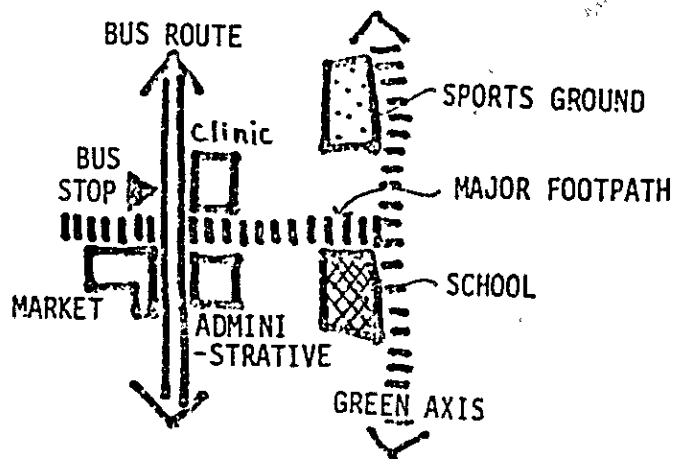 BUS ROUTE
SPORTS GROUND
Clinic
BUS
STOP
MAJOR FOOTPATH
SCHOOL
MARKET
ADMINI
-STRATIVE
GREEN AXIS